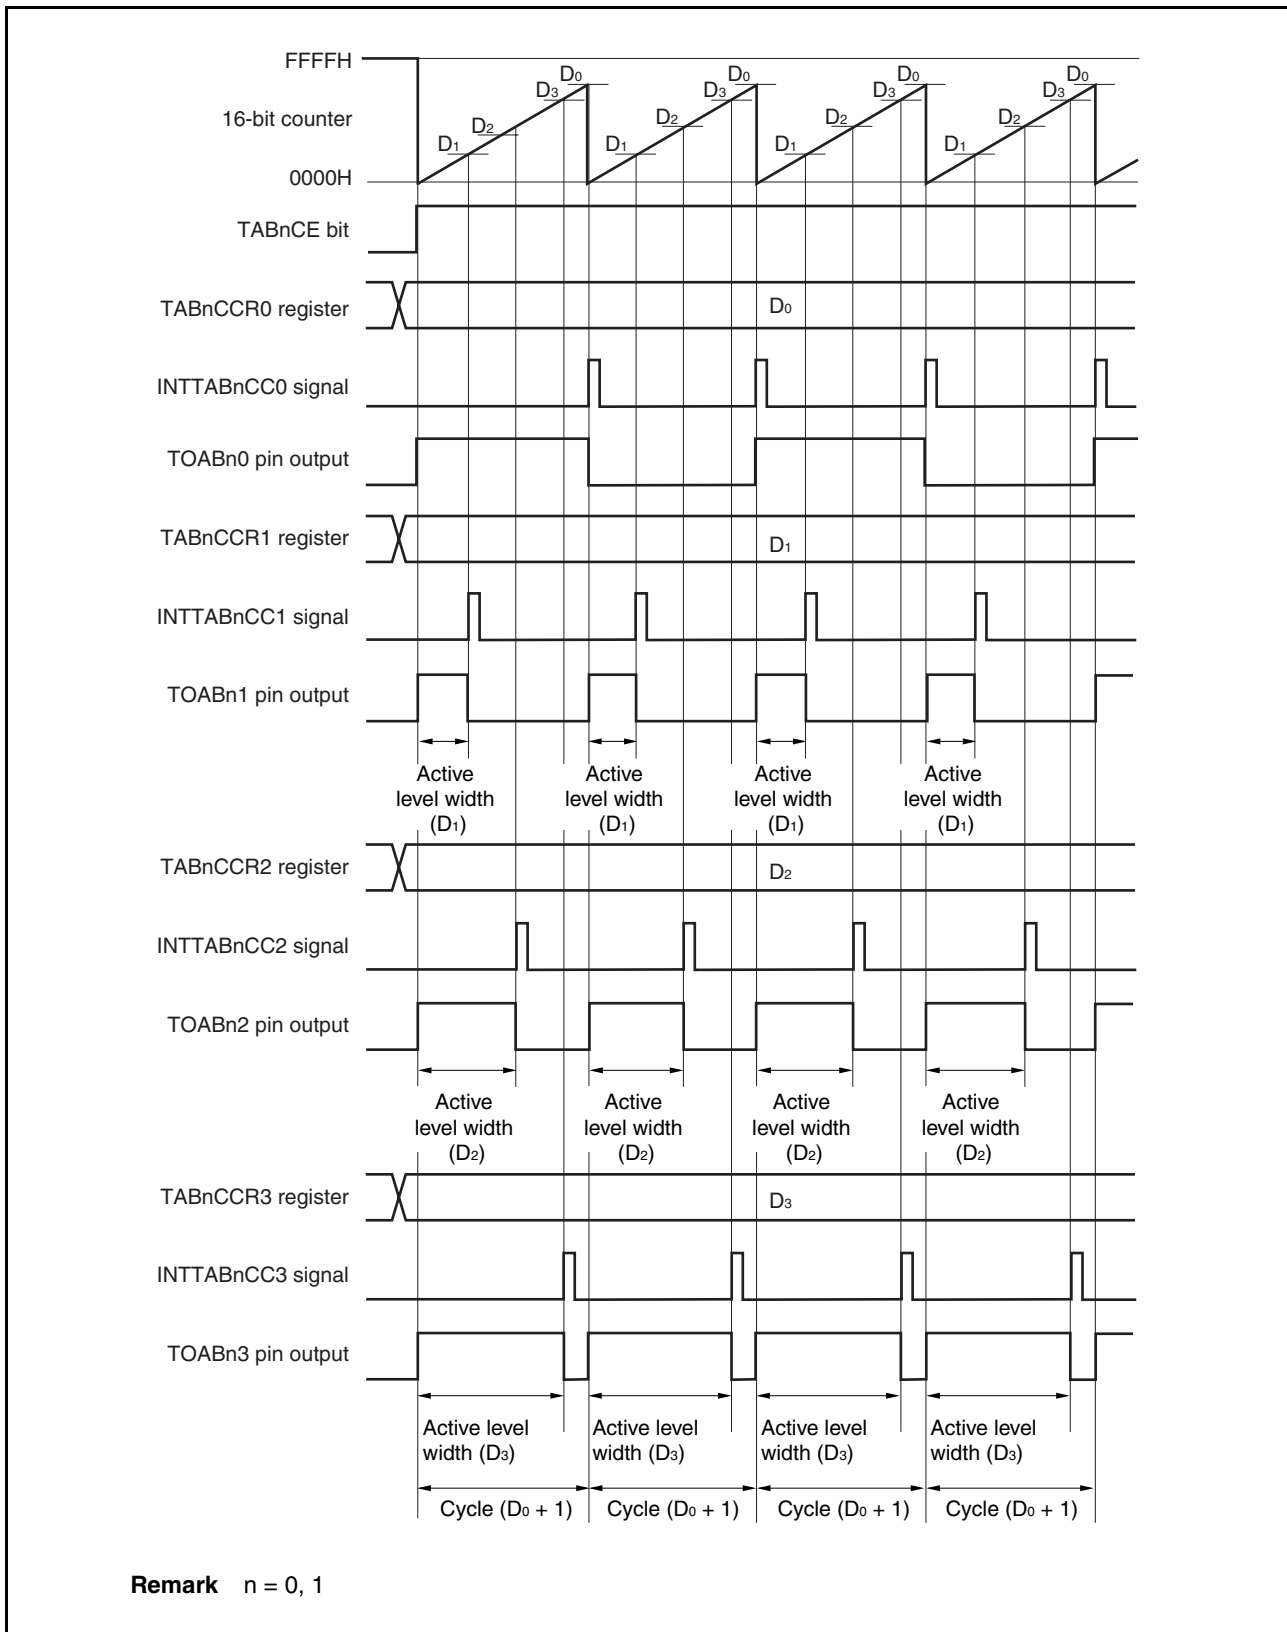 FFFFH
D0 D0 D0 D0
D3 D3 D3 D3
16-bit counter
D2 D2 D2 D2
D1 D1 D1 D1
0000H
TABnCE bit
TABnCCR0 register D0
INTTABnCC0 signal
TOABn0 pin output
TABnCCR1 register D1
INTTABnCC1 signal
TOABn1 pin output
Active Active Active Active
level width level width level width level width
(D1) (D1) (D1) (D1)
TABnCCR2 register D2
INTTABnCC2 signal
TOABn2 pin output
Active Active Active Active
level width level width level width level width
(D2) (D2) (D2) (D2)
TABnCCR3 register D3
INTTABnCC3 signal
TOABn3 pin output
Active level Active level Active level Active level
width (D3) width (D3) width (D3) width (D3)
Cycle (D0 + 1) Cycle (D0 + 1) Cycle (D0 + 1) Cycle (D0 + 1)
Remark n = 0, 1